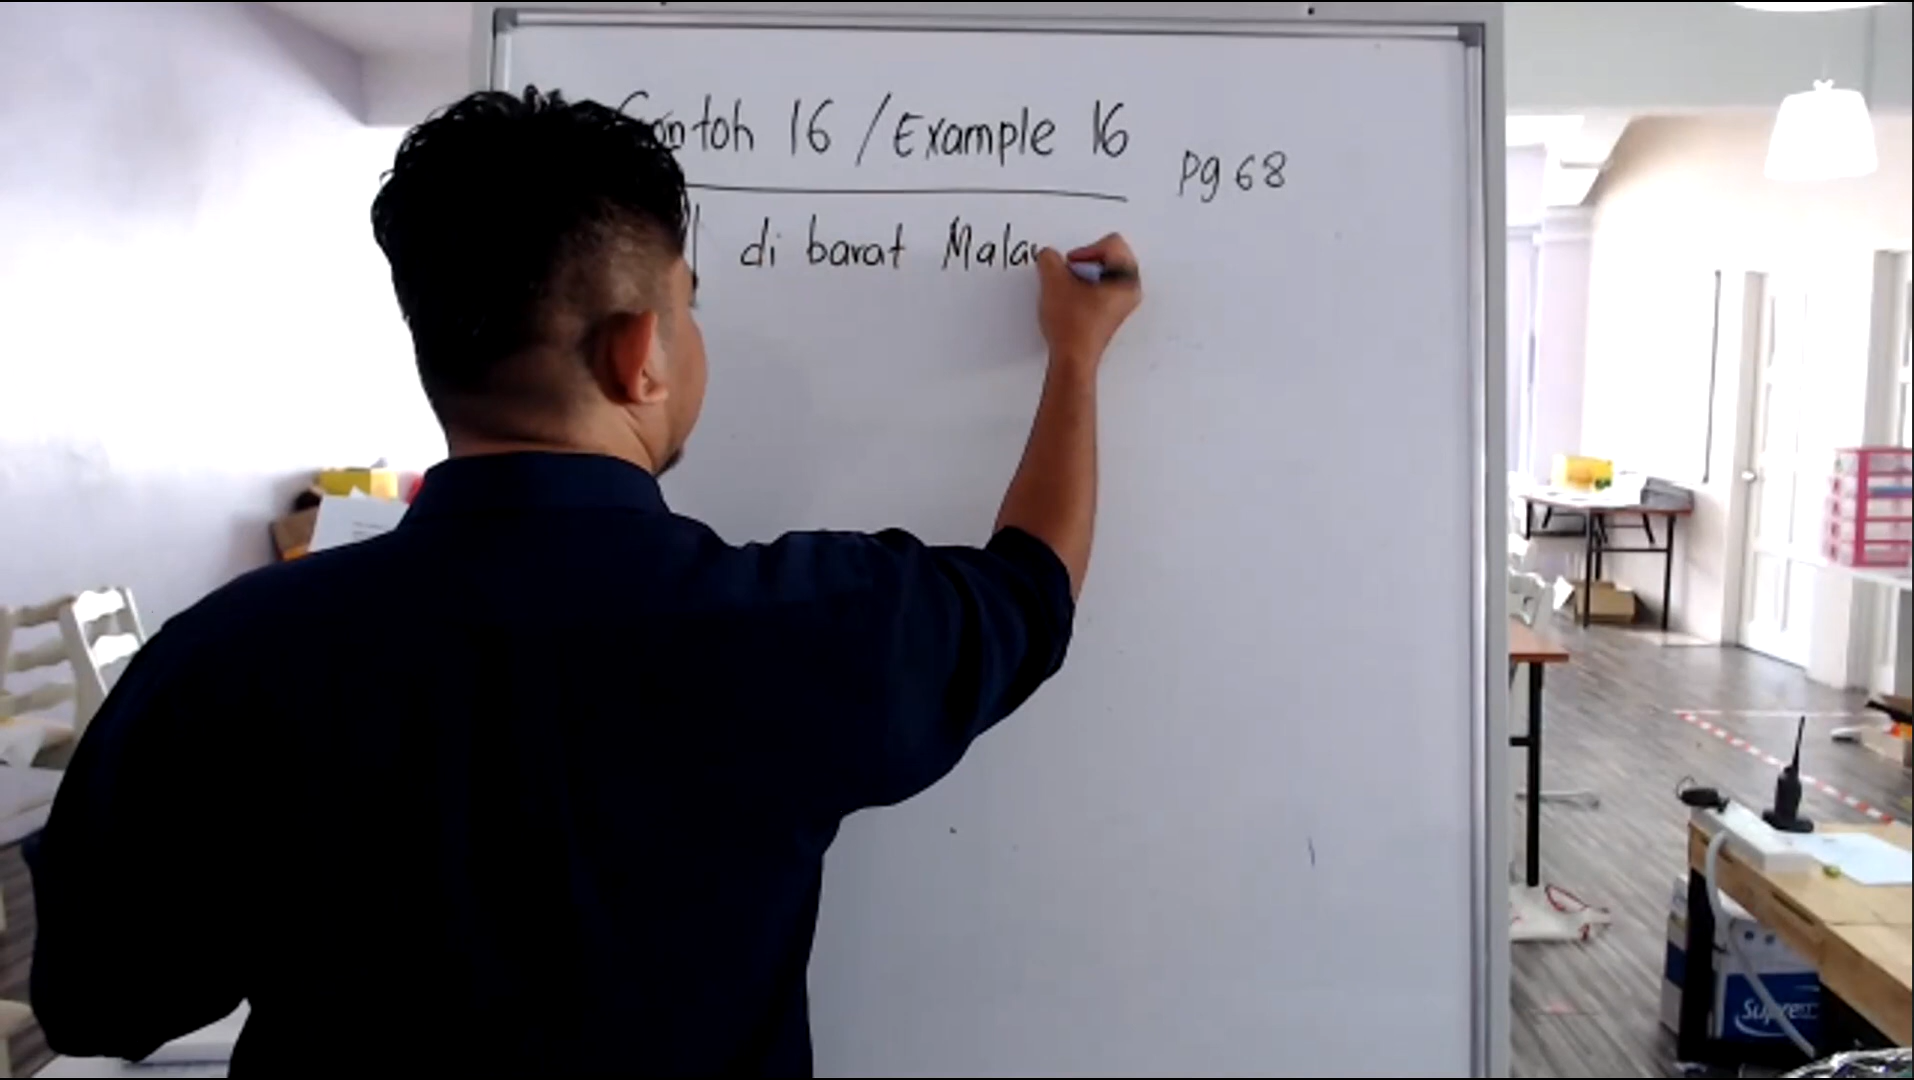 Contoh 16 / Example 16
pg 68
di barat